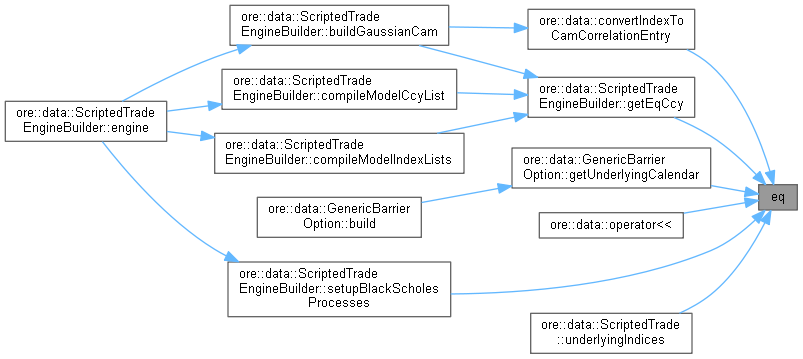 ore::data::ScriptedTrade
EngineBuilder::engine
ore::data::ScriptedTrade
EngineBuilder::buildGaussianCam
ore::data::ScriptedTrade
EngineBuilder::compileModelCcyList
ore::data::ScriptedTrade
EngineBuilder::compileModelIndexLists
ore::data::GenericBarrier
Option::build
ore::data::ScriptedTrade
EngineBuilder::setupBlackScholes
Processes
ore::data::convertIndexTo
CamCorrelationEntry
ore::data::ScriptedTrade
EngineBuilder::getEqCcy
ore::data::GenericBarrier
Option::getUnderlyingCalendar
ore::data::operator<<
ore::data::ScriptedTrade
::underlyingIndices
eq